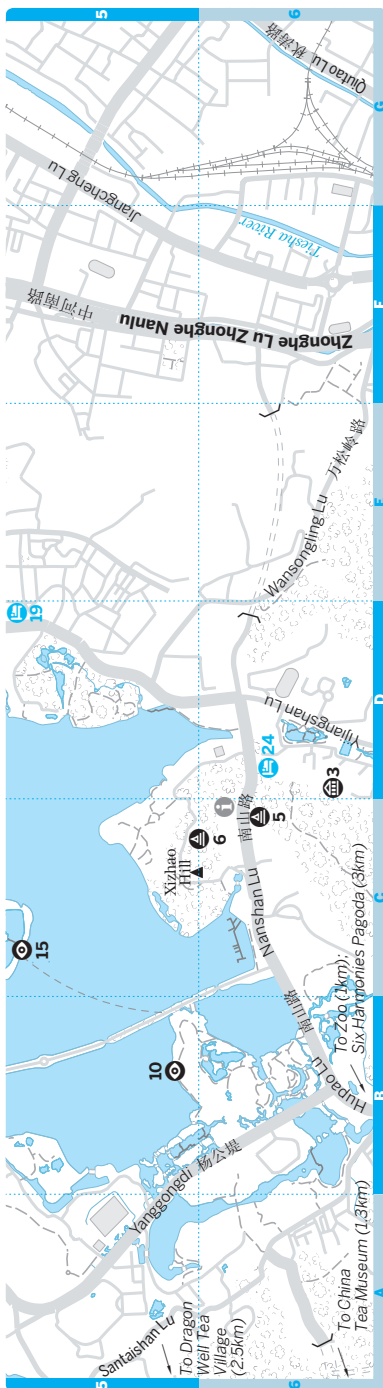 5
6
A
B
C
D
E
F
G
5
6
Santaishan Lu
To Dragon
Well Tea
Village
(2.5km)
To China
Tea Museum (1.3km)
Yanggongdi 杨公堤
10
Hupao Lu
南山路
To Zoo (1km);
Six Harmonies Pagoda (3km)
15
Xizhao
Hill
6
Nanshan Lu
南山路
5
3
24
19
Yijiangshan Lu
Wansongling Lu
万松岭路
中河南路
Zhonghe Lu Zhonghe Nanlu
Jiangcheng Lu
Tiesha River
Qiutao Lu 秋涛路